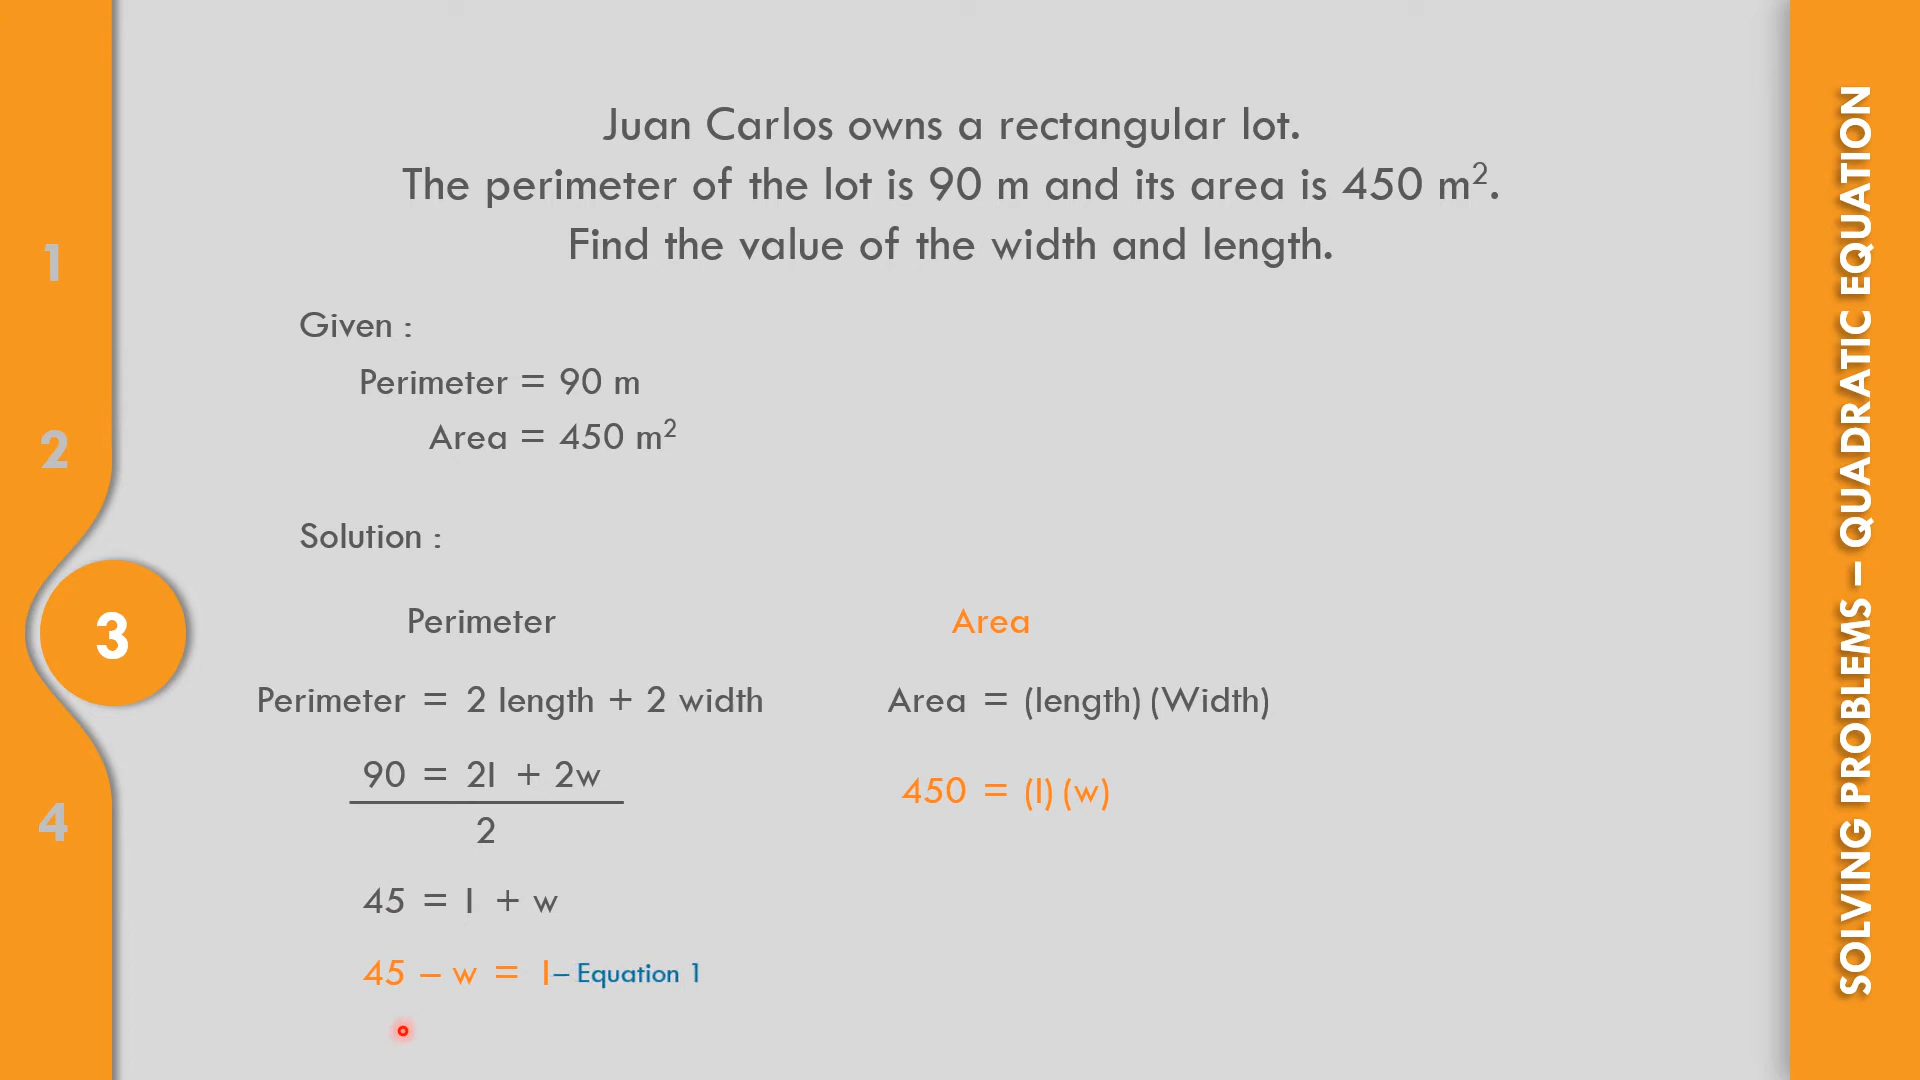 Juan Carlos owns a rectangular lot.
The perimeter of the lot is 90 m and its area is 450 m².
Find the value of the width and length.
Given :
Perimeter = 90 m
Area = 450 m²
Solution :
Perimeter
Perimeter = 2 length + 2 width
90 = 2l + 2w
2
45 = l + w
45 – w = l – Equation 1
Area
Area = (length) (Width)
450 = (l) (w)
1
2
3
4
SOLVING PROBLEMS – QUADRATIC EQUATION